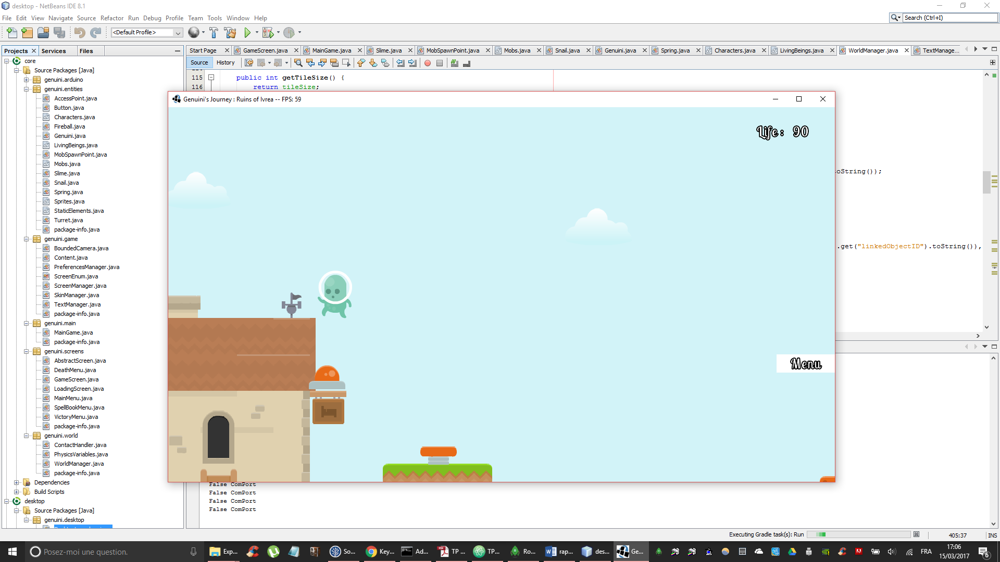 desktop - NetBeans IDE 8.1
File Edit View Navigate Source Refactor Run Debug Profile Team Tools Window Help
Search (Ctrl+I)
<Default Profile>
Projects Services Files
Start Page GameScreen.java MainGame.java Slime.java MobSpawnPoint.java Mobs.java Snail.java Genuini.java Spring.java Characters.java LivingBeings.java WorldManager.java TextManage...
Source History
115 public int getTileSize() {
116 return tileSize;
core
Source Packages [Java]
genuini.arduino
genuini.entities
AccessPoint.java
Button.java
Characters.java
Fireball.java
Genuini.java
LivingBeings.java
MobSpawnPoint.java
Mobs.java
Slime.java
Snail.java
Spring.java
Sprites.java
StaticElements.java
Turret.java
package-info.java
genuini.game
BoundedCamera.java
Content.java
PreferencesManager.java
ScreenEnum.java
ScreenManager.java
SkinManager.java
TextManager.java
package-info.java
genuini.main
MainGame.java
package-info.java
genuini.screens
AbstractScreen.java
DeathMenu.java
GameScreen.java
LoadingScreen.java
MainMenu.java
SpellBookMenu.java
VictoryMenu.java
package-info.java
genuini.world
ContactHandler.java
PhysicsVariables.java
WorldManager.java
package-info.java
Dependencies
Build Scripts
desktop
Source Packages [Java]
genuini.desktop
Genuini's Journey : Ruins of Ivrea -- FPS: 59
Life : 90
Menu
oString());
.get("linkedObjectID").toString()),
False ComPort
False ComPort
False ComPort
False ComPort
Executing Gradle task(s): Run
405:37 INS
Posez-moi une question.
Exp... So... Key... Ad... TP ... TP... Ro... rap... des... Ge...
FRA
17:06
15/03/2017
6